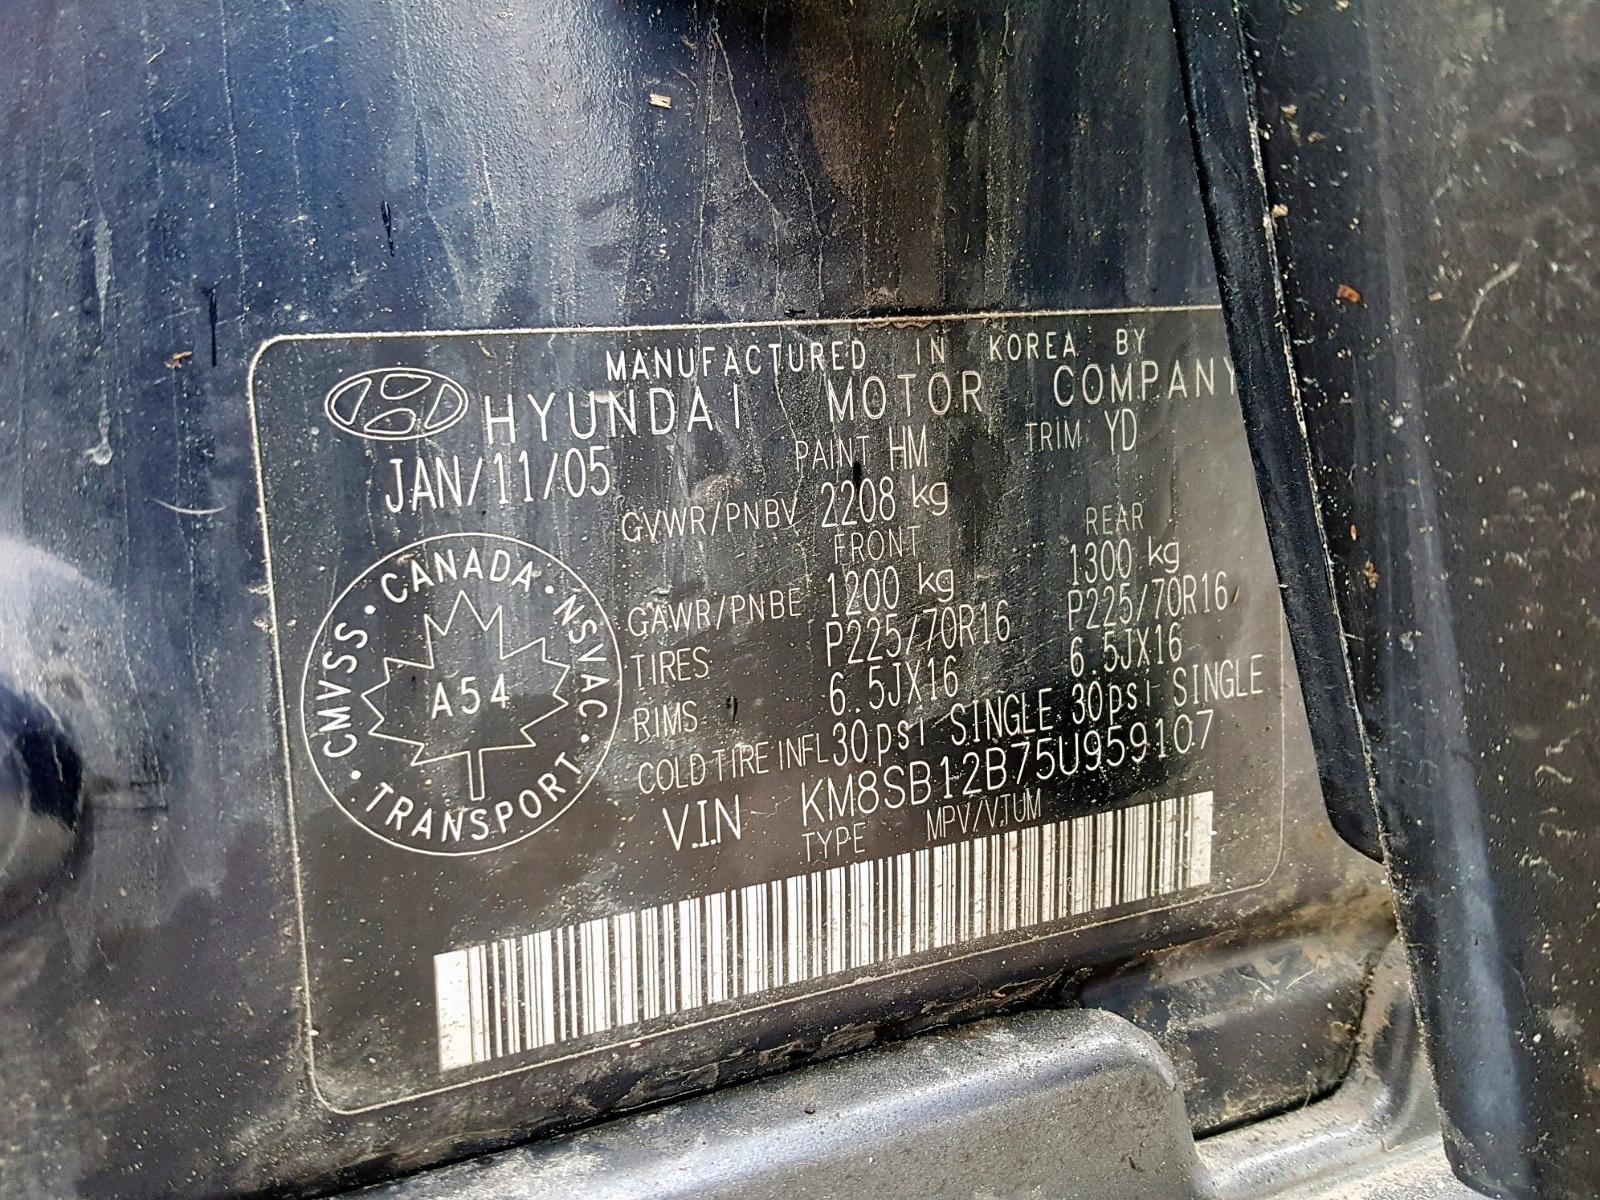 MANUFACTURED IN KOREA BY
HYUNDAI MOTOR COMPANY
JAN/11/05 PAINT HM TRIM YD
GVWR/PNBV 2208 kg
FRONT REAR
GAWR/PNBE 1200 kg 1300 kg
TIRES P225/70R16 P225/70R16
RIMS 6.5JX16 6.5JX16
COLD TIRE INFL 30psi SINGLE 30psi SINGLE
V.I.N KM8SB12B75U959107
TYPE MPV/V.TUM
CANADA · NSVAC · TRANSPORT · CMVSS ·
A54